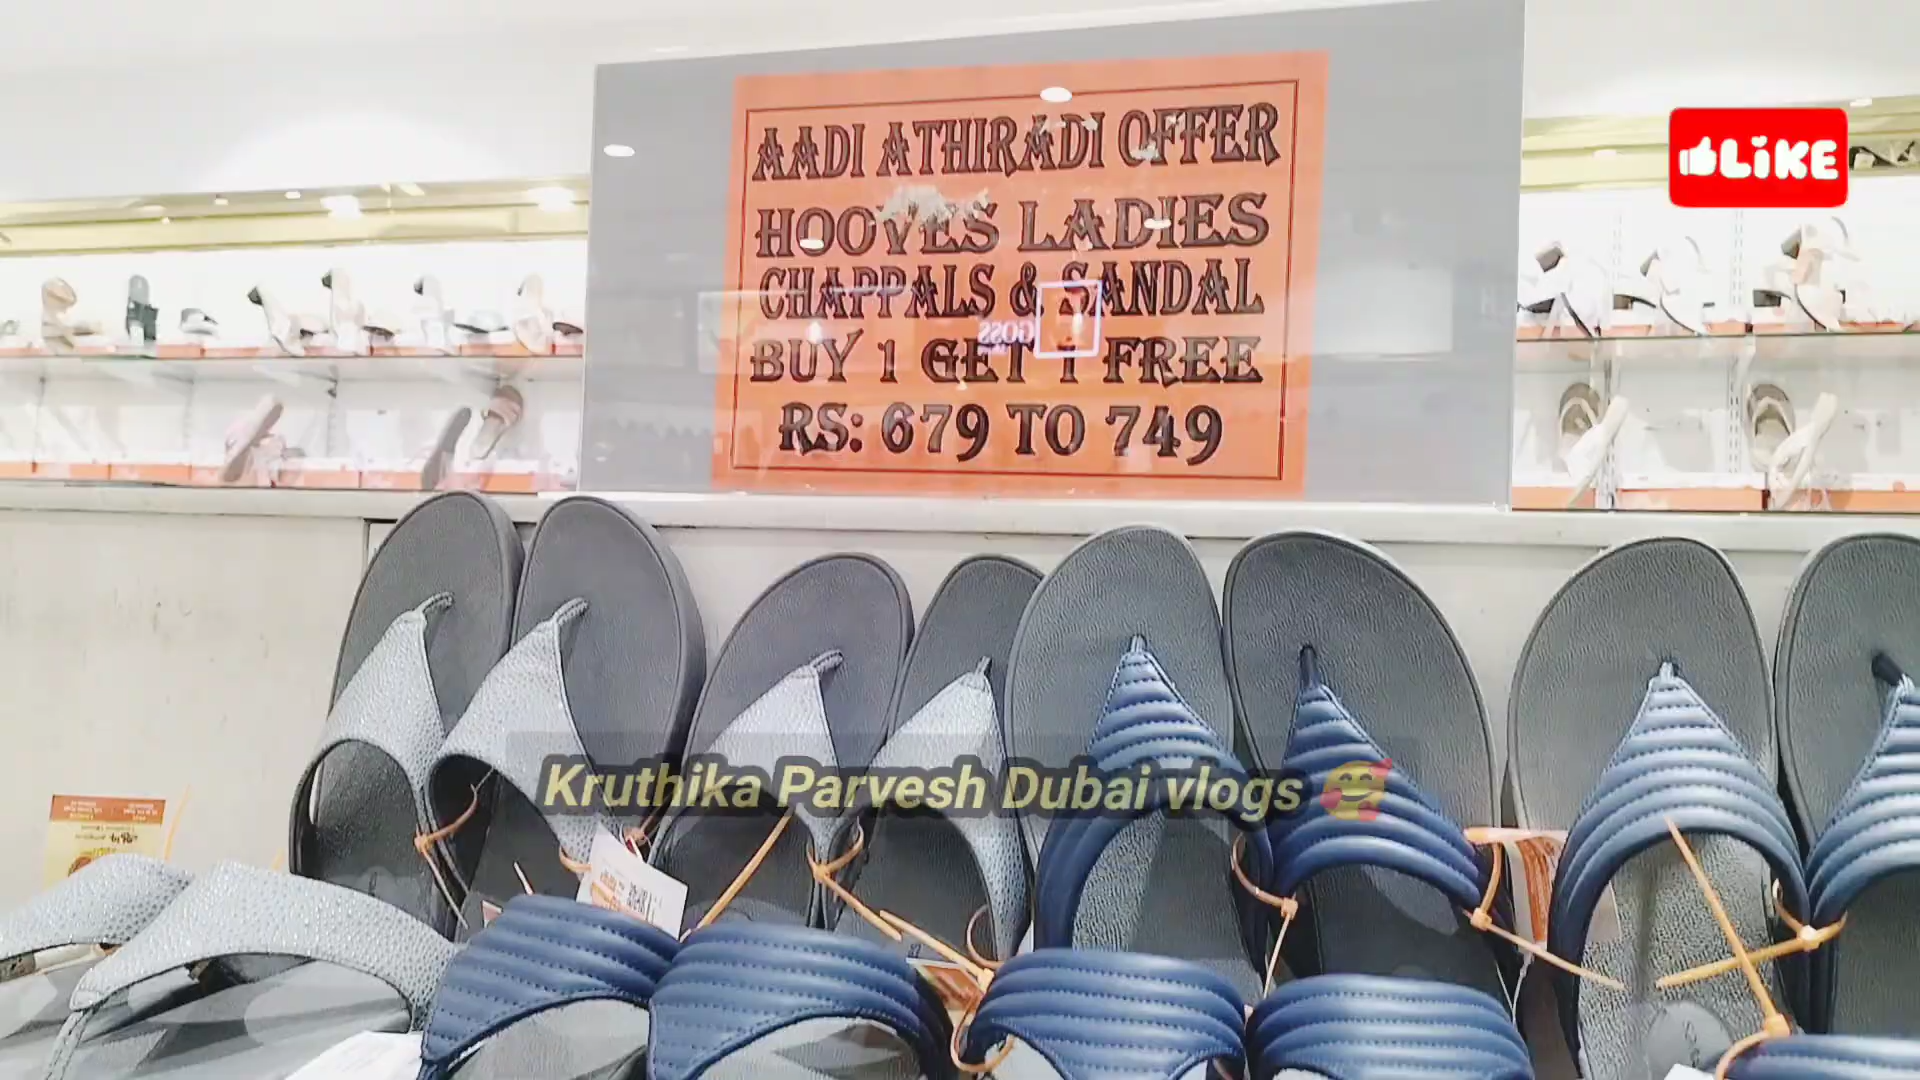 AADI ATHIRADI OFFER
HOOVES LADIES
CHAPPALS & SANDAL
BUY 1 GET 1 FREE
RS: 679 TO 749
LiKE
Kruthika Parvesh Dubai vlogs 🥰